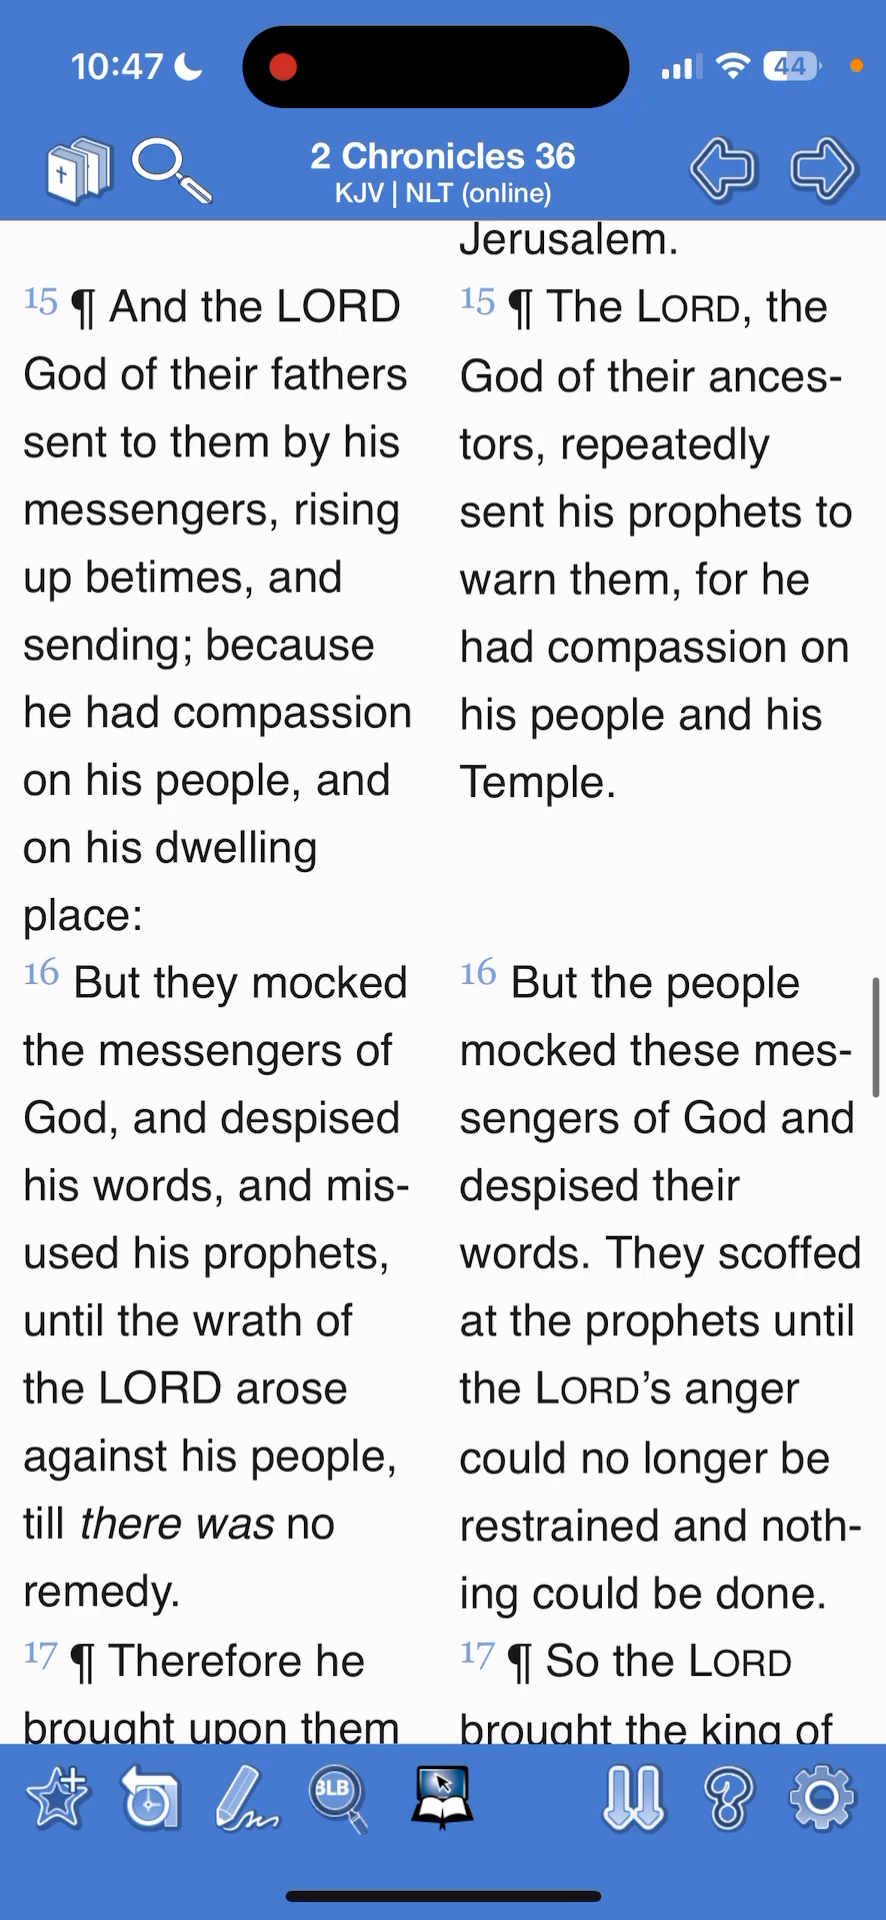 10:47
44
2 Chronicles 36
KJV | NLT (online)
Jerusalem.
15 ¶ And the LORD
God of their fathers
sent to them by his
messengers, rising
up betimes, and
sending; because
he had compassion
on his people, and
on his dwelling
place:
16 But they mocked
the messengers of
God, and despised
his words, and mis-
used his prophets,
until the wrath of
the LORD arose
against his people,
till there was no
remedy.
17 ¶ Therefore he
brought upon them
15 ¶ The LORD, the
God of their ances-
tors, repeatedly
sent his prophets to
warn them, for he
had compassion on
his people and his
Temple.
16 But the people
mocked these mes-
sengers of God and
despised their
words. They scoffed
at the prophets until
the LORD’s anger
could no longer be
restrained and noth-
ing could be done.
17 ¶ So the LORD
brought the king of
BLB